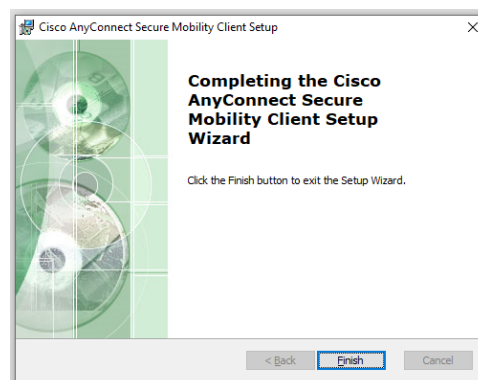 Cisco AnyConnect Secure Mobility Client Setup
Completing the Cisco
AnyConnect Secure
Mobility Client Setup
Wizard
Click the Finish button to exit the Setup Wizard.
< Back
Finish
Cancel